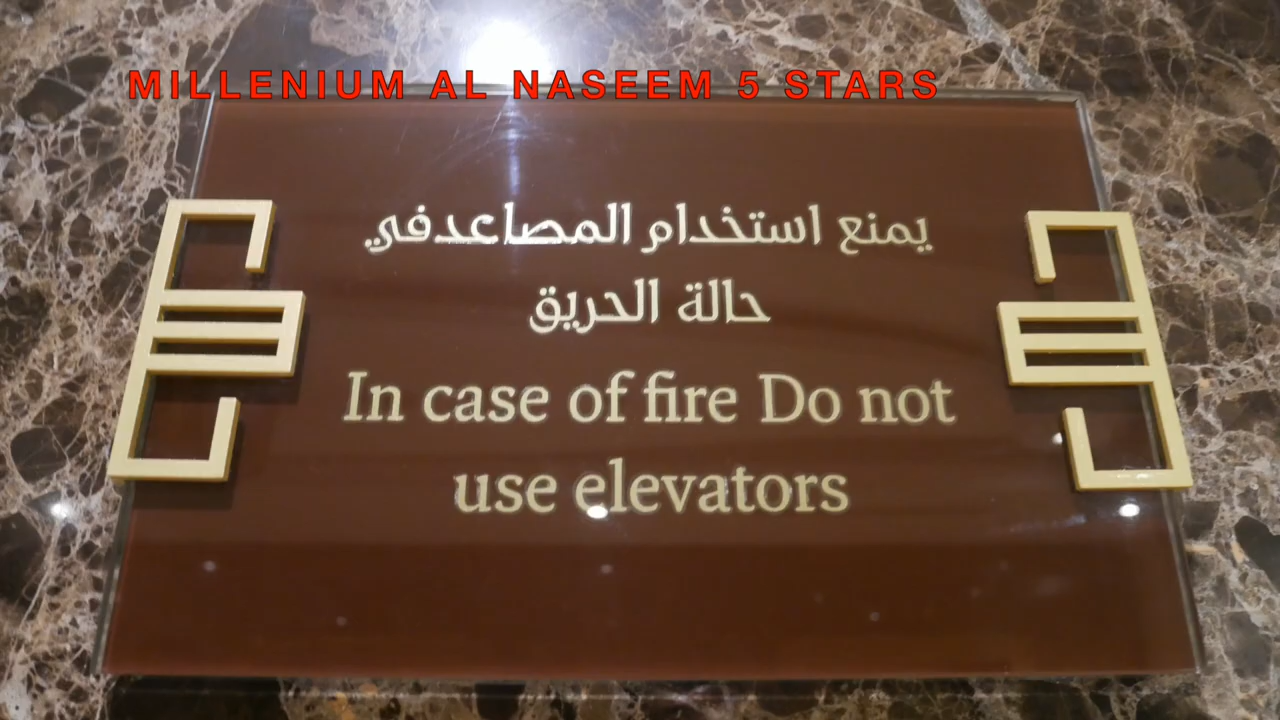 MILLENIUM AL NASEEM 5 STARS
يمنع استخدام المصاعدفي
حالة الحريق
In case of fire Do not
use elevators